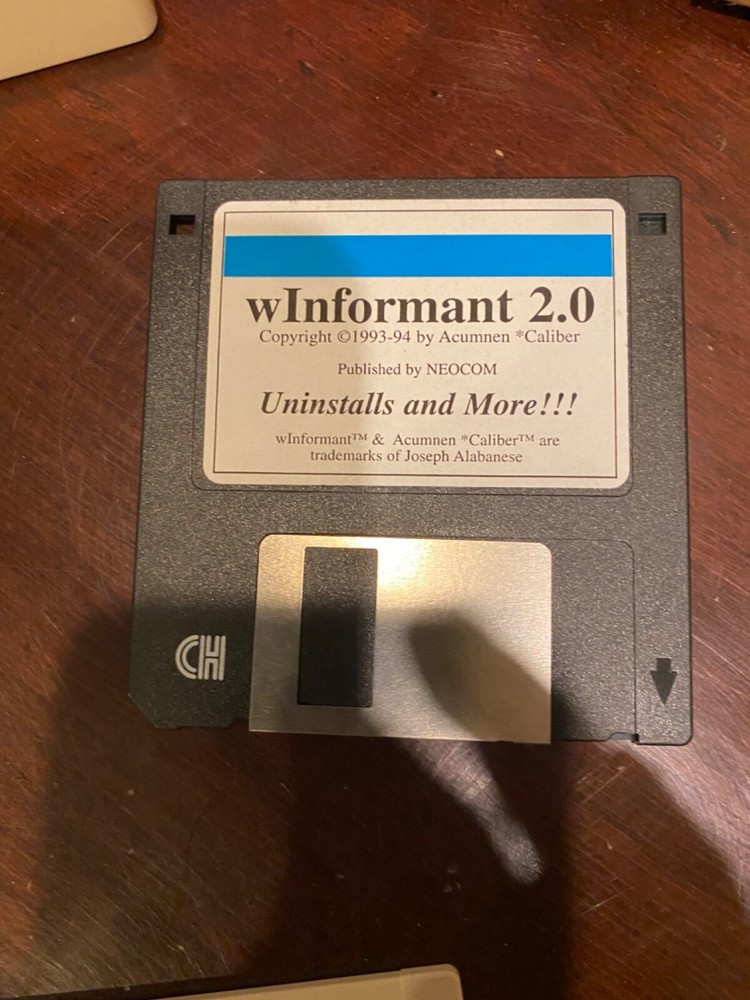 wInformant 2.0
Copyright ©1993-94 by Acumnen *Caliber
Published by NEOCOM
Uninstalls and More!!!
wInformant™ & Acumnen *Caliber™ are
trademarks of Joseph Alabanese
CH